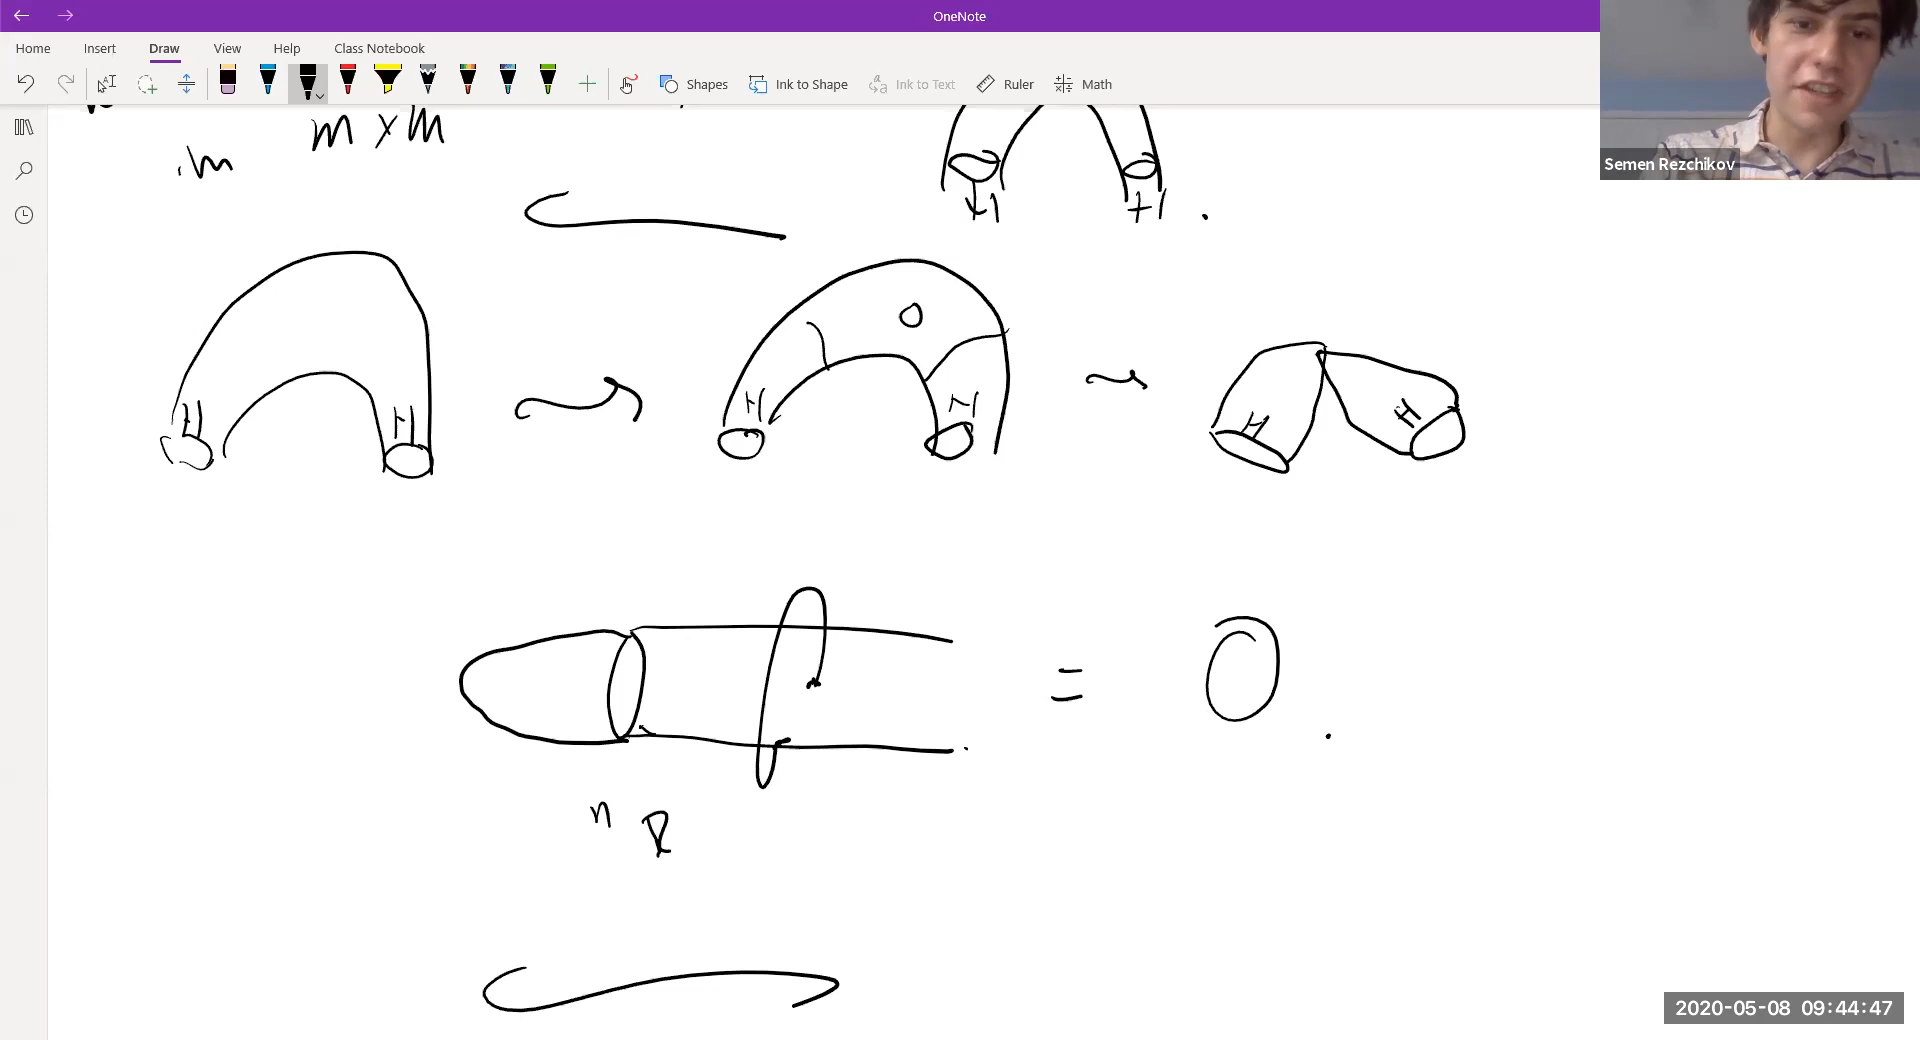 OneNote
Home Insert Draw View Help Class Notebook
Shapes Ink to Shape Ink to Text Ruler Math
Semen Rezchikov
m × m
m
+1 +1
H H
O
H H
H H
= 0
n R
2020-05-08 09:44:47